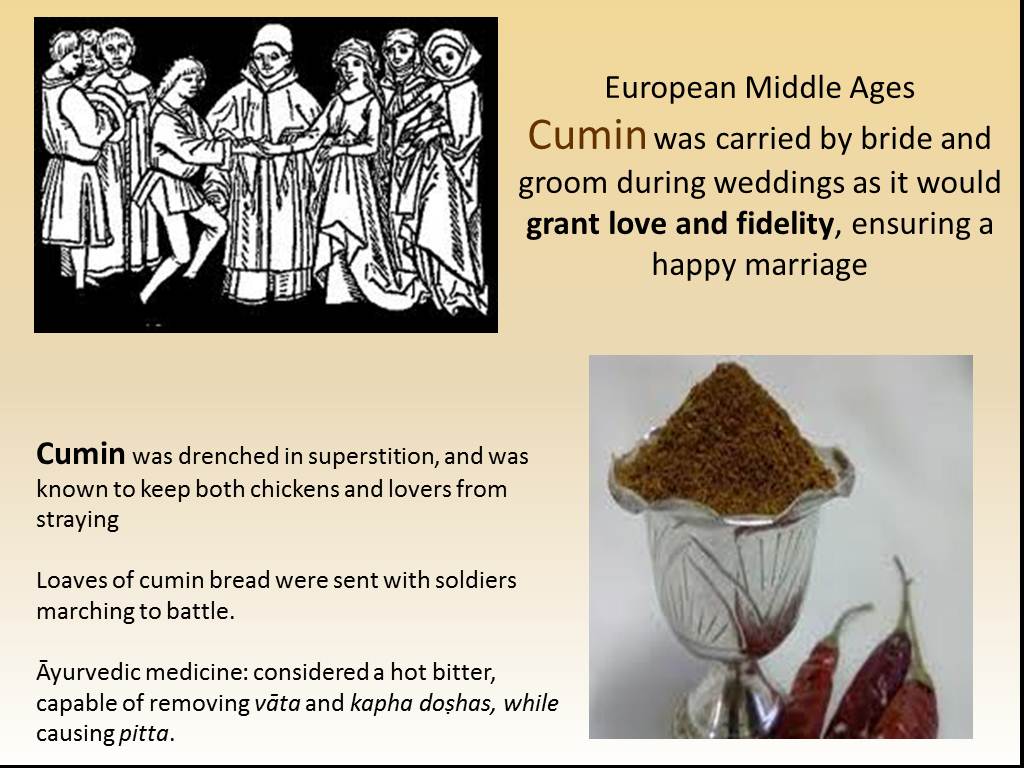 European Middle Ages
Cumin was carried by bride and
groom during weddings as it would
grant love and fidelity, ensuring a
happy marriage
Cumin was drenched in superstition, and was
known to keep both chickens and lovers from
straying
Loaves of cumin bread were sent with soldiers
marching to battle.
Āyurvedic medicine: considered a hot bitter,
capable of removing vāta and kapha doṣhas, while
causing pitta.